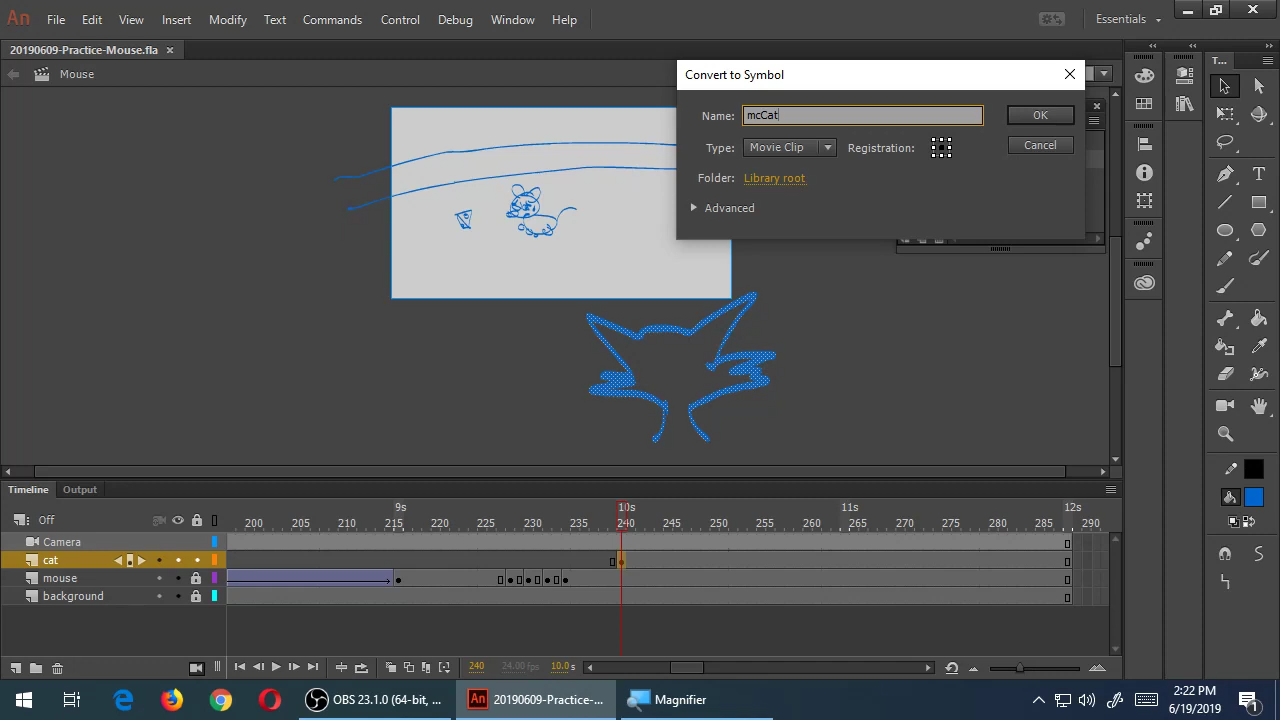 An File Edit View Insert Modify Text Commands Control Debug Window Help Essentials
20190609-Practice-Mouse.fla
Mouse
T...
Convert to Symbol
Name: mcCat OK
Type: Movie Clip Registration: Cancel
Folder: Library root
Advanced
Timeline Output
9s 10s 11s 12s
Off 200 205 210 215 220 225 230 235 240 245 250 255 260 265 270 275 280 285 290
Camera
cat
mouse
background
240 24.00 fps 10.0 s
OBS 23.1.0 (64-bit, ... An 20190609-Practice-... Magnifier
2:22 PM
6/19/2019
1